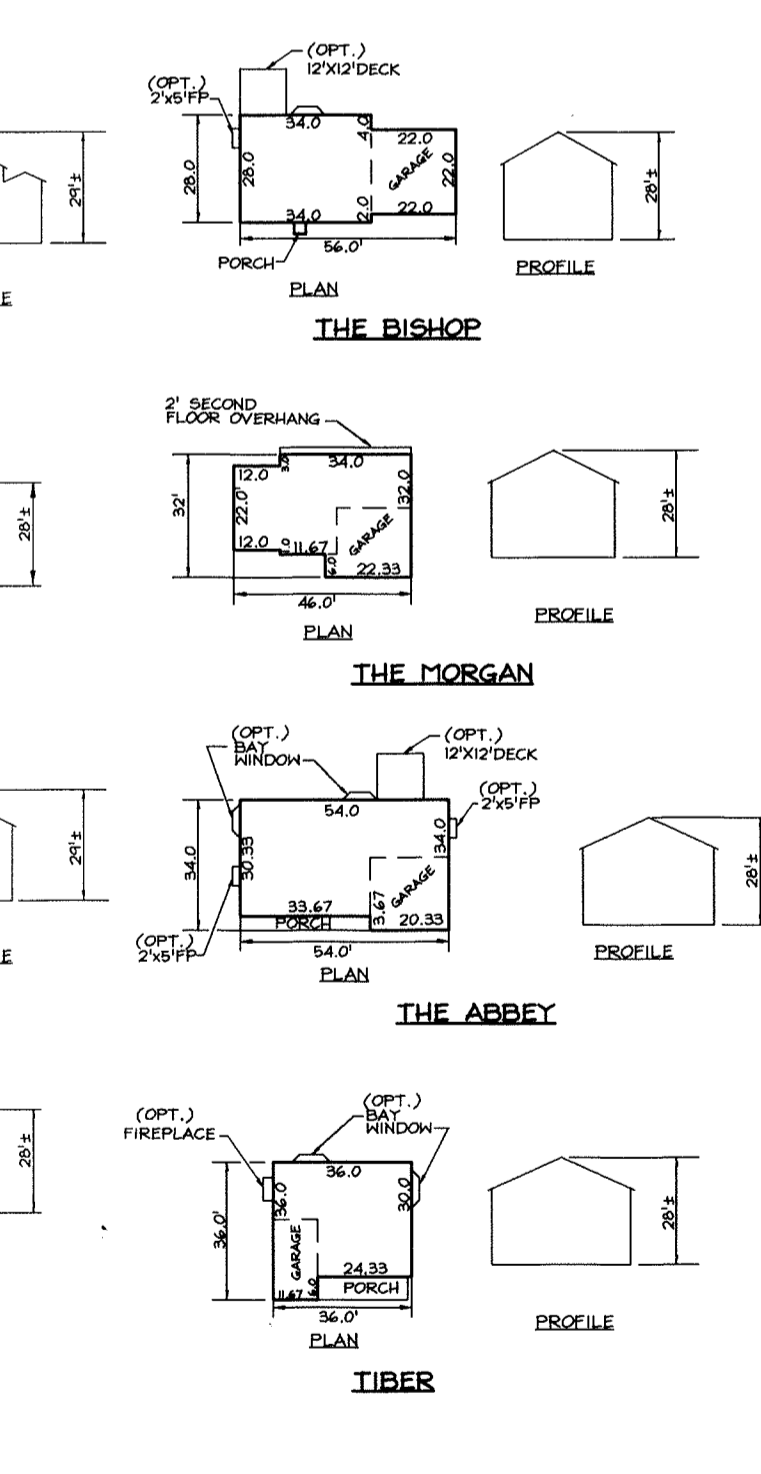 (OPT.)
12'X12'DECK
(OPT.)
2'x5'FP
34.0
4.0
22.0
29'±
28.0
28.0
GARAGE
22.0
28'±
34.0
2.0
22.0
56.0'
PORCH
PLAN
PROFILE
E
THE BISHOP
2' SECOND
FLOOR OVERHANG
12.0
3.0
34.0
32'
22.0'
32.0
28'±
28'±
GARAGE
12.0
11.67
6.0
22.33
46.0'
PLAN
PROFILE
THE MORGAN
(OPT.)
BAY
WINDOW
(OPT.)
12'X12'DECK
(OPT.)
2'x5'FP
54.0
29'±
34.0
30.33
34.0
28'±
GARAGE
33.67
3.67
20.33
PORCH
(OPT.)
2'x5'FP
54.0'
PLAN
PROFILE
E
THE ABBEY
(OPT.)
FIREPLACE
(OPT.)
BAY
WINDOW
36.0
28'±
36.0'
36.0
30.0
28'±
GARAGE
24.33
PORCH
11.67
6.0
36.0'
PLAN
PROFILE
TIBER